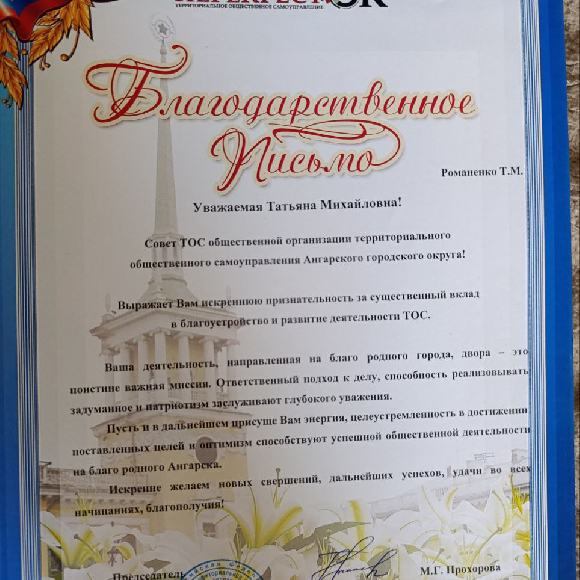 ТЕРРИТОРИАЛЬНОЕ ОБЩЕСТВЕННОЕ САМОУПРАВЛЕНИЕ
Благодарственное
Письмо
Романенко Т.М.
Уважаемая Татьяна Михайловна!
Совет ТОС общественной организации территориального
общественного самоуправления Ангарского городского округа!
Выражает Вам искреннюю признательность за существенный вклад
в благоустройство и развитие деятельности ТОС.
Ваша деятельность, направленная на благо родного города, двора – это
поистине важная миссия. Ответственный подход к делу, способность реализовывать
задуманное и патриотизм заслуживают глубокого уважения.
Пусть и в дальнейшем присуще Вам энергия, целеустремленность в достижении
поставленных целей и оптимизм способствуют успешной общественной деятельности
на благо родного Ангарска.
Искренне желаем новых свершений, дальнейших успехов, удачи во всех
начинаниях, благополучия!
Председатель
М.Г. Прохорова